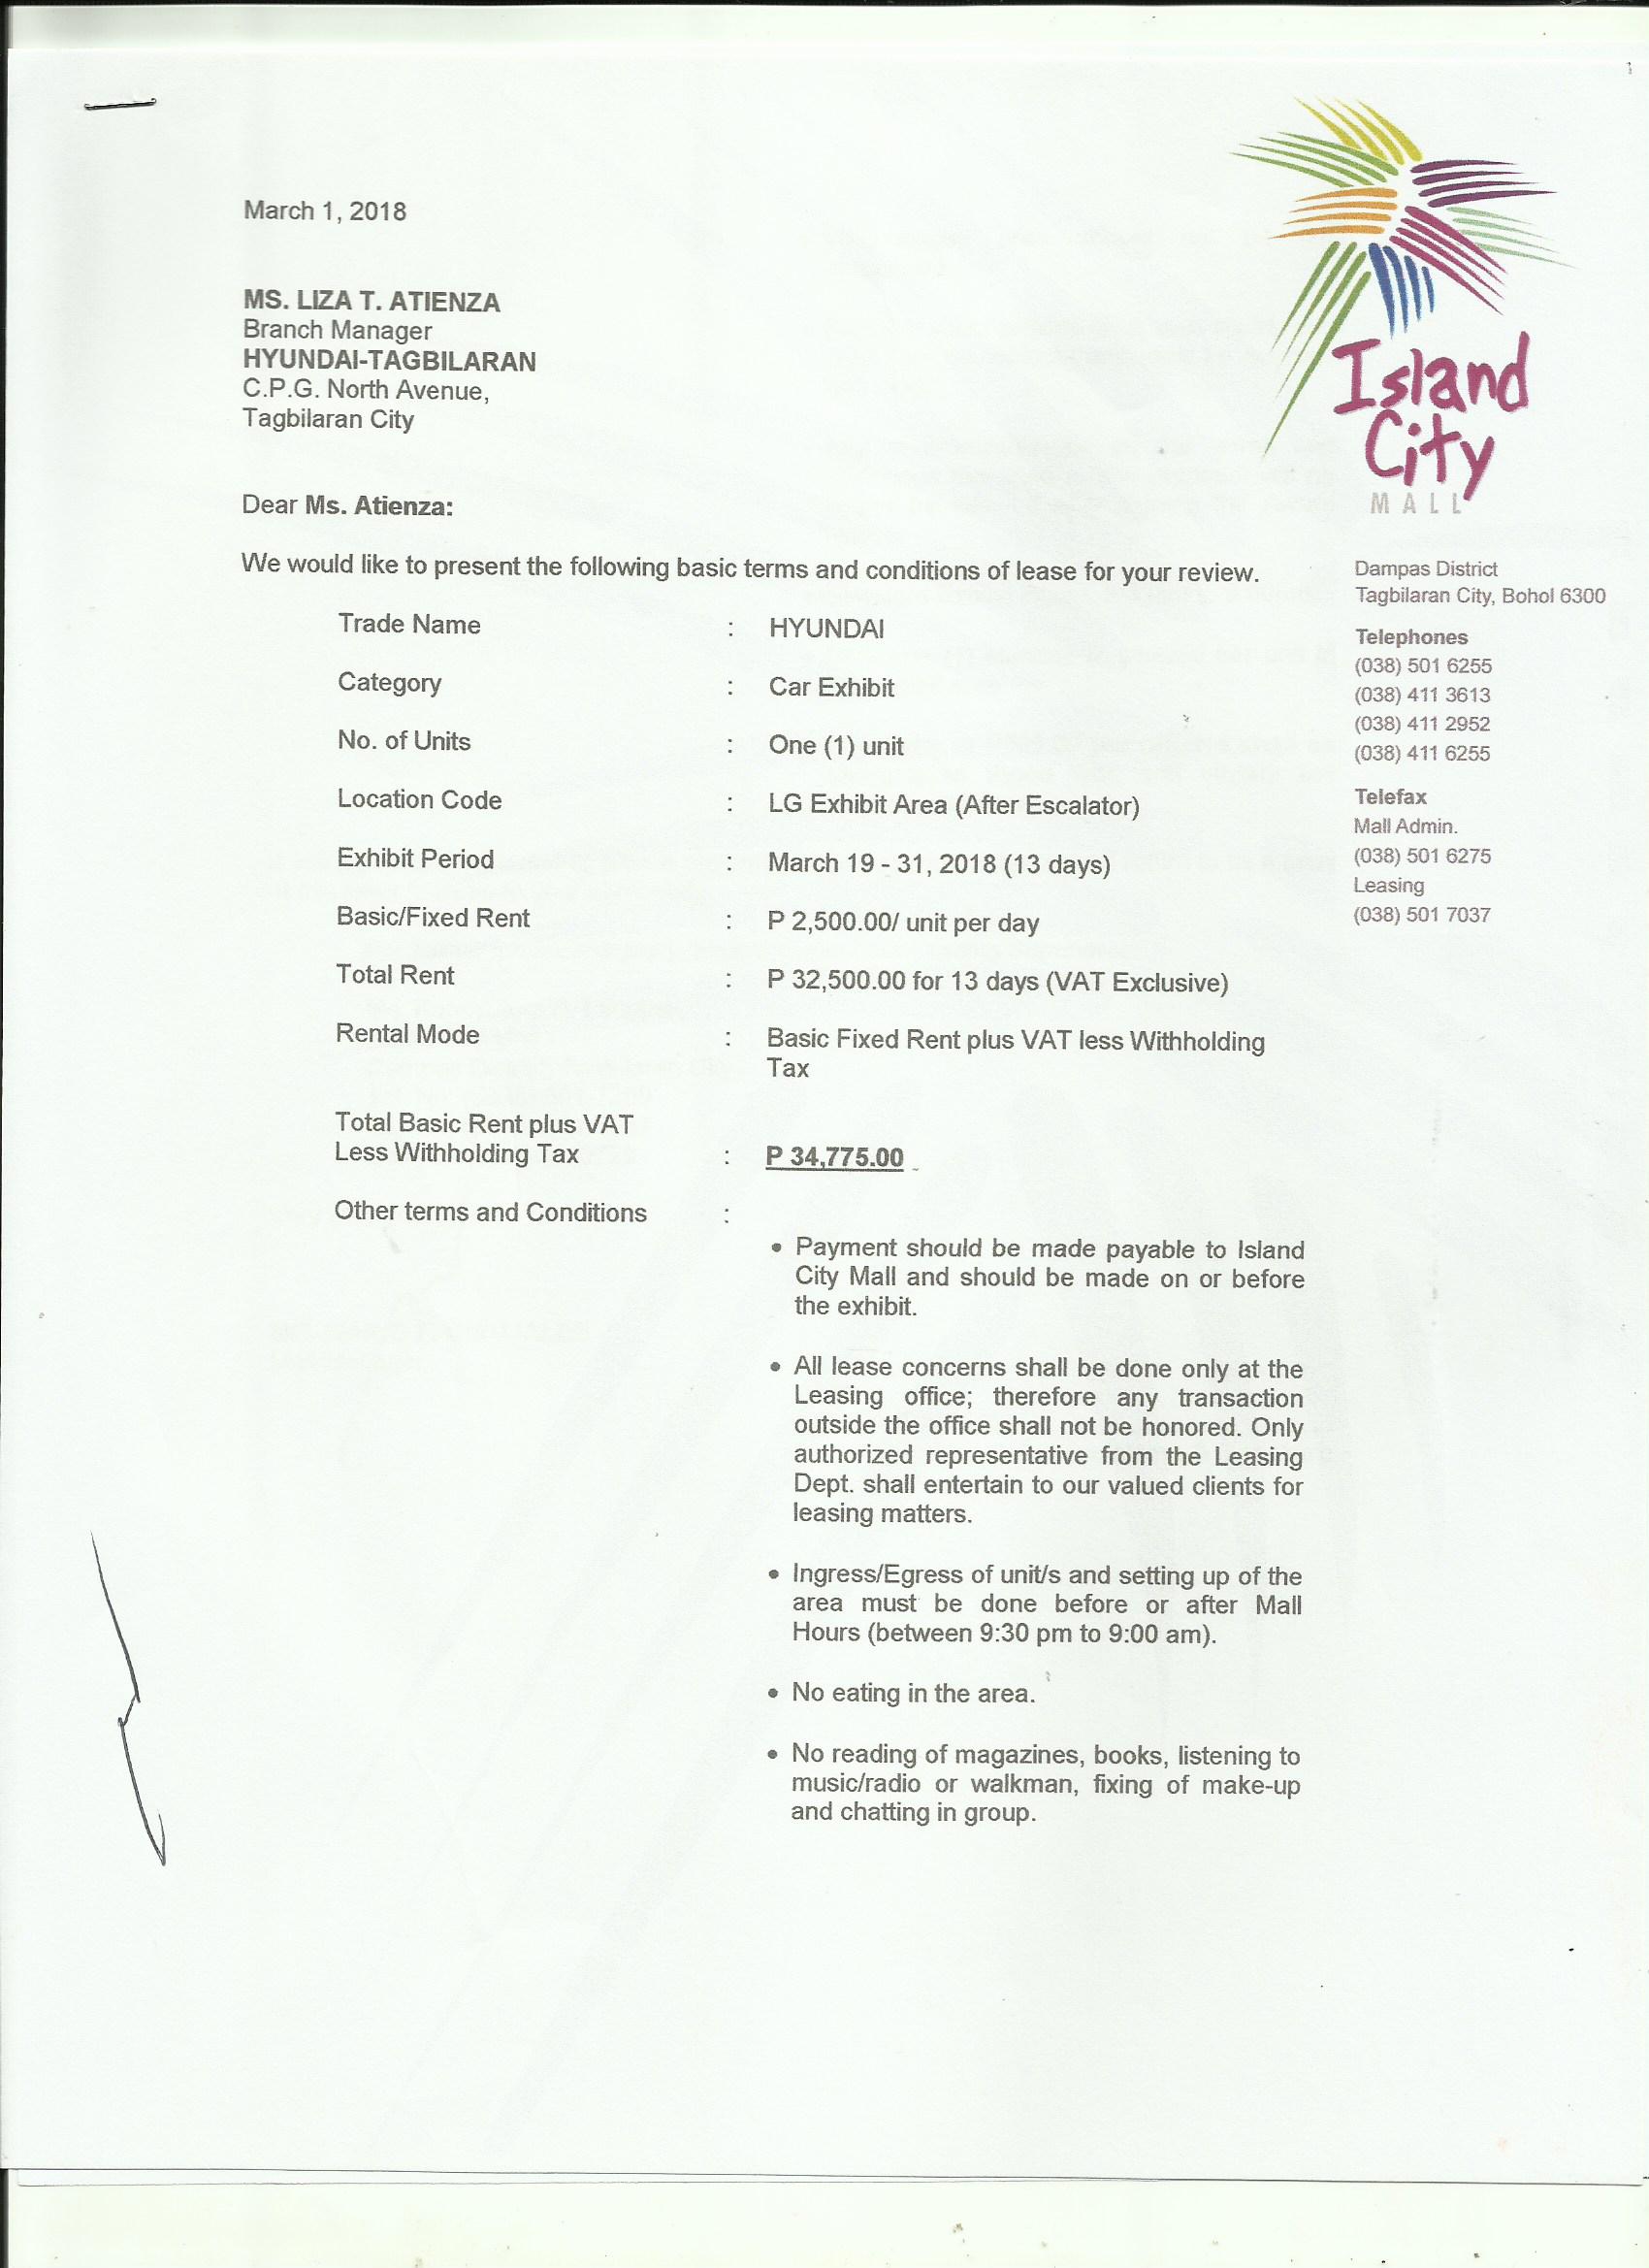 March 1, 2018
MS. LIZA T. ATIENZA
Branch Manager
HYUNDAI-TAGBILARAN
C.P.G. North Avenue,
Tagbilaran City
Island
City
MALL
Dear Ms. Atienza:
We would like to present the following basic terms and conditions of lease for your review.
Dampas District
Tagbilaran City, Bohol 6300
Telephones
(038) 501 6255
(038) 411 3613
(038) 411 2952
(038) 411 6255
Telefax
Mall Admin.
(038) 501 6275
Leasing
(038) 501 7037
Trade Name : HYUNDAI
Category : Car Exhibit
No. of Units : One (1) unit
Location Code : LG Exhibit Area (After Escalator)
Exhibit Period : March 19 - 31, 2018 (13 days)
Basic/Fixed Rent : P 2,500.00/ unit per day
Total Rent : P 32,500.00 for 13 days (VAT Exclusive)
Rental Mode : Basic Fixed Rent plus VAT less Withholding
Tax
Total Basic Rent plus VAT
Less Withholding Tax : P 34,775.00
Other terms and Conditions :
• Payment should be made payable to Island
City Mall and should be made on or before
the exhibit.
• All lease concerns shall be done only at the
Leasing office; therefore any transaction
outside the office shall not be honored. Only
authorized representative from the Leasing
Dept. shall entertain to our valued clients for
leasing matters.
• Ingress/Egress of unit/s and setting up of the
area must be done before or after Mall
Hours (between 9:30 pm to 9:00 am).
• No eating in the area.
• No reading of magazines, books, listening to
music/radio or walkman, fixing of make-up
and chatting in group.